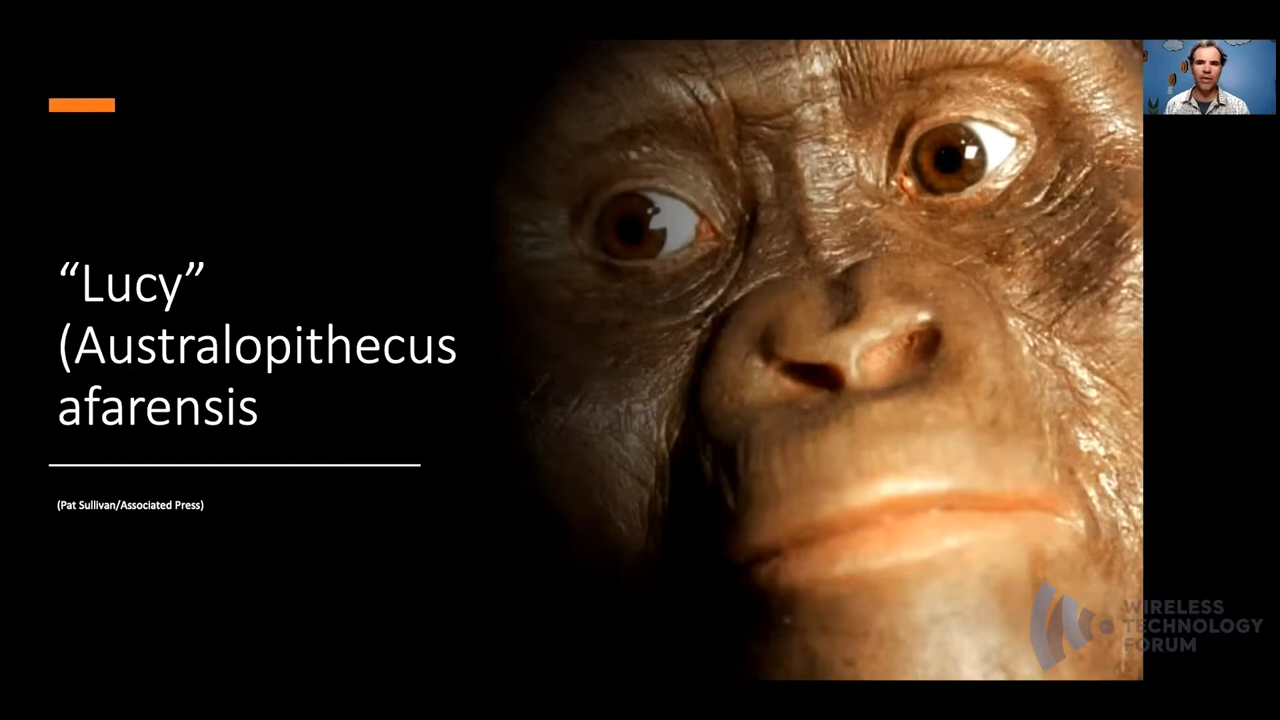 “Lucy”
(Australopithecus
afarensis
(Pat Sullivan/Associated Press)
WIRELESS
TECHNOLOGY
FORUM